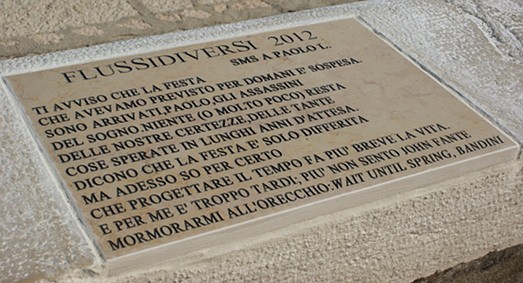 FLUSSIDIVERSI 2012
SMS A PAOLO L.
TI AVVISO CHE LA FESTA
CHE AVEVAMO PREVISTO PER DOMANI E' SOSPESA.
SONO ARRIVATI, PAOLO, GLI ASSASSINI
DEL SOGNO. NIENTE (O MOLTO POCO) RESTA
DELLE NOSTRE CERTEZZE, DELLE TANTE
COSE SPERATE IN LUNGHI ANNI D'ATTESA.
DICONO CHE LA FESTA E' SOLO DIFFERITA
MA ADESSO SO PER CERTO
CHE PROGETTARE IL TEMPO FA PIU' BREVE LA VITA.
E PER ME E' TROPPO TARDI; PIU' NON SENTO JOHN FANTE
MORMORARMI ALL'ORECCHIO: WAIT UNTIL SPRING, BANDINI